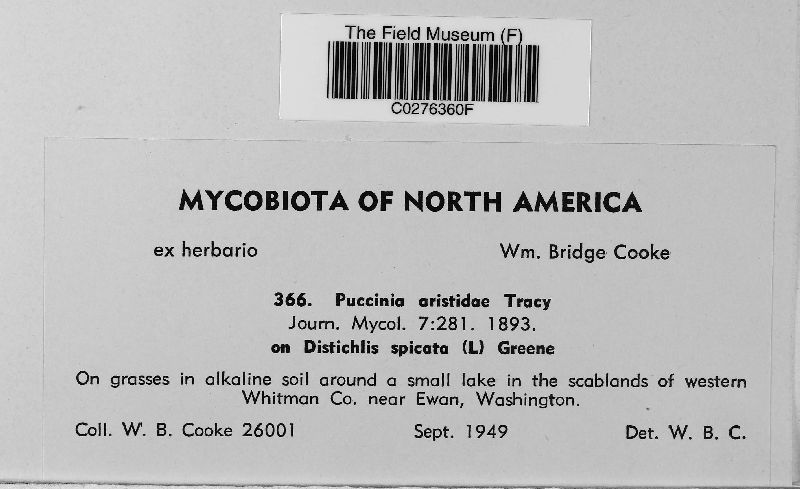 The Field Museum (F)
C0276360F
MYCOBIOTA OF NORTH AMERICA
ex herbario Wm. Bridge Cooke
366. Puccinia aristidae Tracy
Journ. Mycol. 7:281. 1893.
on Distichlis spicata (L) Greene
On grasses in alkaline soil around a small lake in the scablands of western
Whitman Co. near Ewan, Washington.
Coll. W. B. Cooke 26001 Sept. 1949 Det. W. B. C.